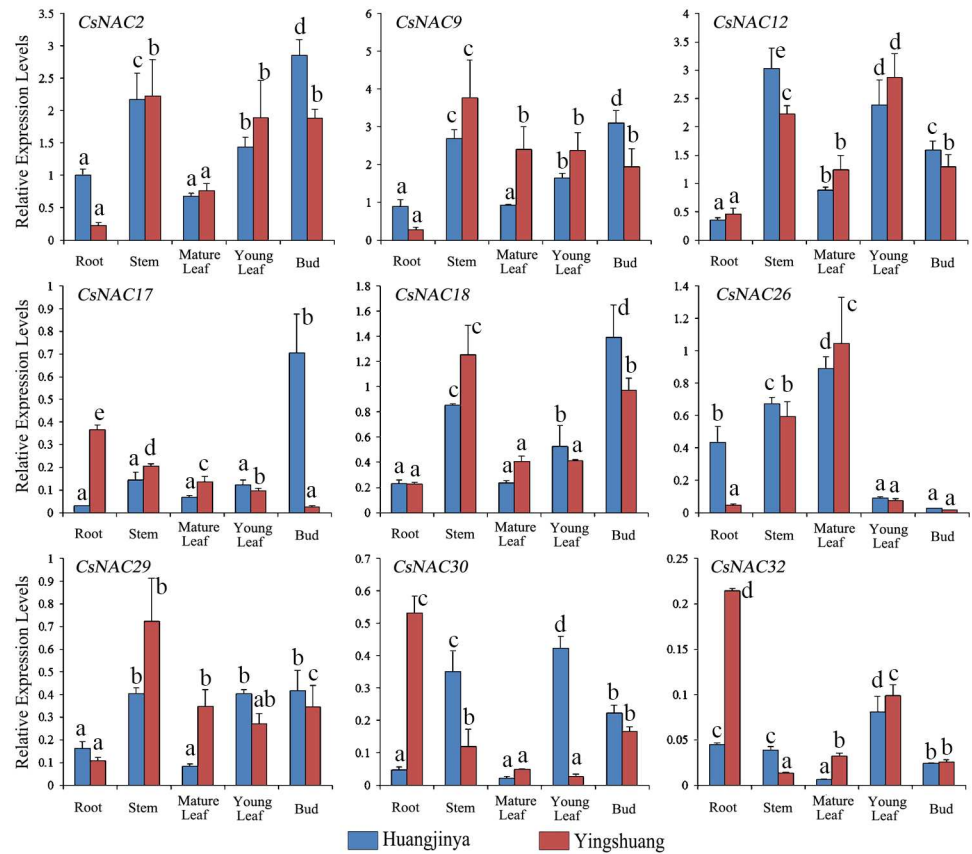 CsNAC2
Relative Expression Levels
3.5
3
2.5
2
1.5
1
0.5
0
a
a
c
b
a
a
b
b
d
b
Root
Stem
Mature
Leaf
Young
Leaf
Bud
CsNAC9
6
5
4
3
2
1
0
a
a
c
c
a
b
b
b
d
b
Root
Stem
Mature
Leaf
Young
Leaf
Bud
CsNAC12
4
3.5
3
2.5
2
1.5
1
0.5
0
a
a
e
c
b
b
d
d
c
b
Root
Stem
Mature
Leaf
Young
Leaf
Bud
CsNAC17
Relative Expression Levels
1
0.9
0.8
0.7
0.6
0.5
0.4
0.3
0.2
0.1
0
a
e
a
d
a
c
a
b
b
a
Root
Stem
Mature
Leaf
Young
Leaf
Bud
CsNAC18
1.8
1.6
1.4
1.2
1
0.8
0.6
0.4
0.2
0
a
a
c
c
a
a
b
a
d
b
Root
Stem
Mature
Leaf
Young
Leaf
Bud
CsNAC26
1.4
1.2
1
0.8
0.6
0.4
0.2
0
b
a
c
b
d
c
a
a
a
a
Root
Stem
Mature
Leaf
Young
Leaf
Bud
CsNAC29
Relative Expression Levels
1
0.9
0.8
0.7
0.6
0.5
0.4
0.3
0.2
0.1
0
a
a
b
b
a
b
b
ab
b
c
Root
Stem
Mature
Leaf
Young
Leaf
Bud
CsNAC30
0.7
0.6
0.5
0.4
0.3
0.2
0.1
0
a
c
c
b
a
a
d
a
b
b
Root
Stem
Mature
Leaf
Young
Leaf
Bud
CsNAC32
0.25
0.2
0.15
0.1
0.05
0
c
d
c
a
a
b
d
c
b
b
Root
Stem
Mature
Leaf
Young
Leaf
Bud
Huangjinya
Yingshuang